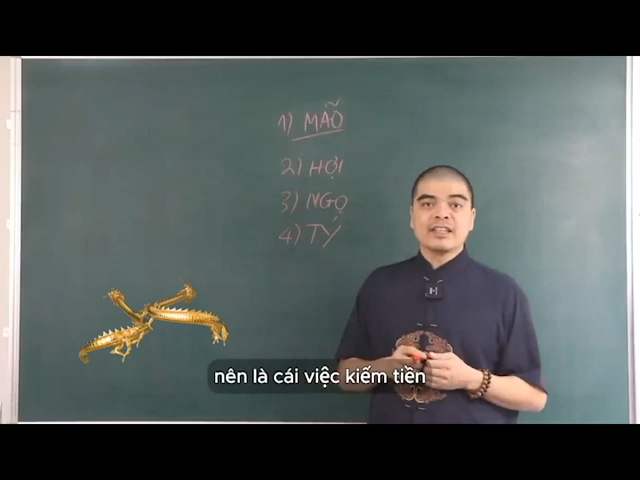 1) MÃO
2) HỢI
3) NGỌ
4) TÝ
nên là cái việc kiếm tiền